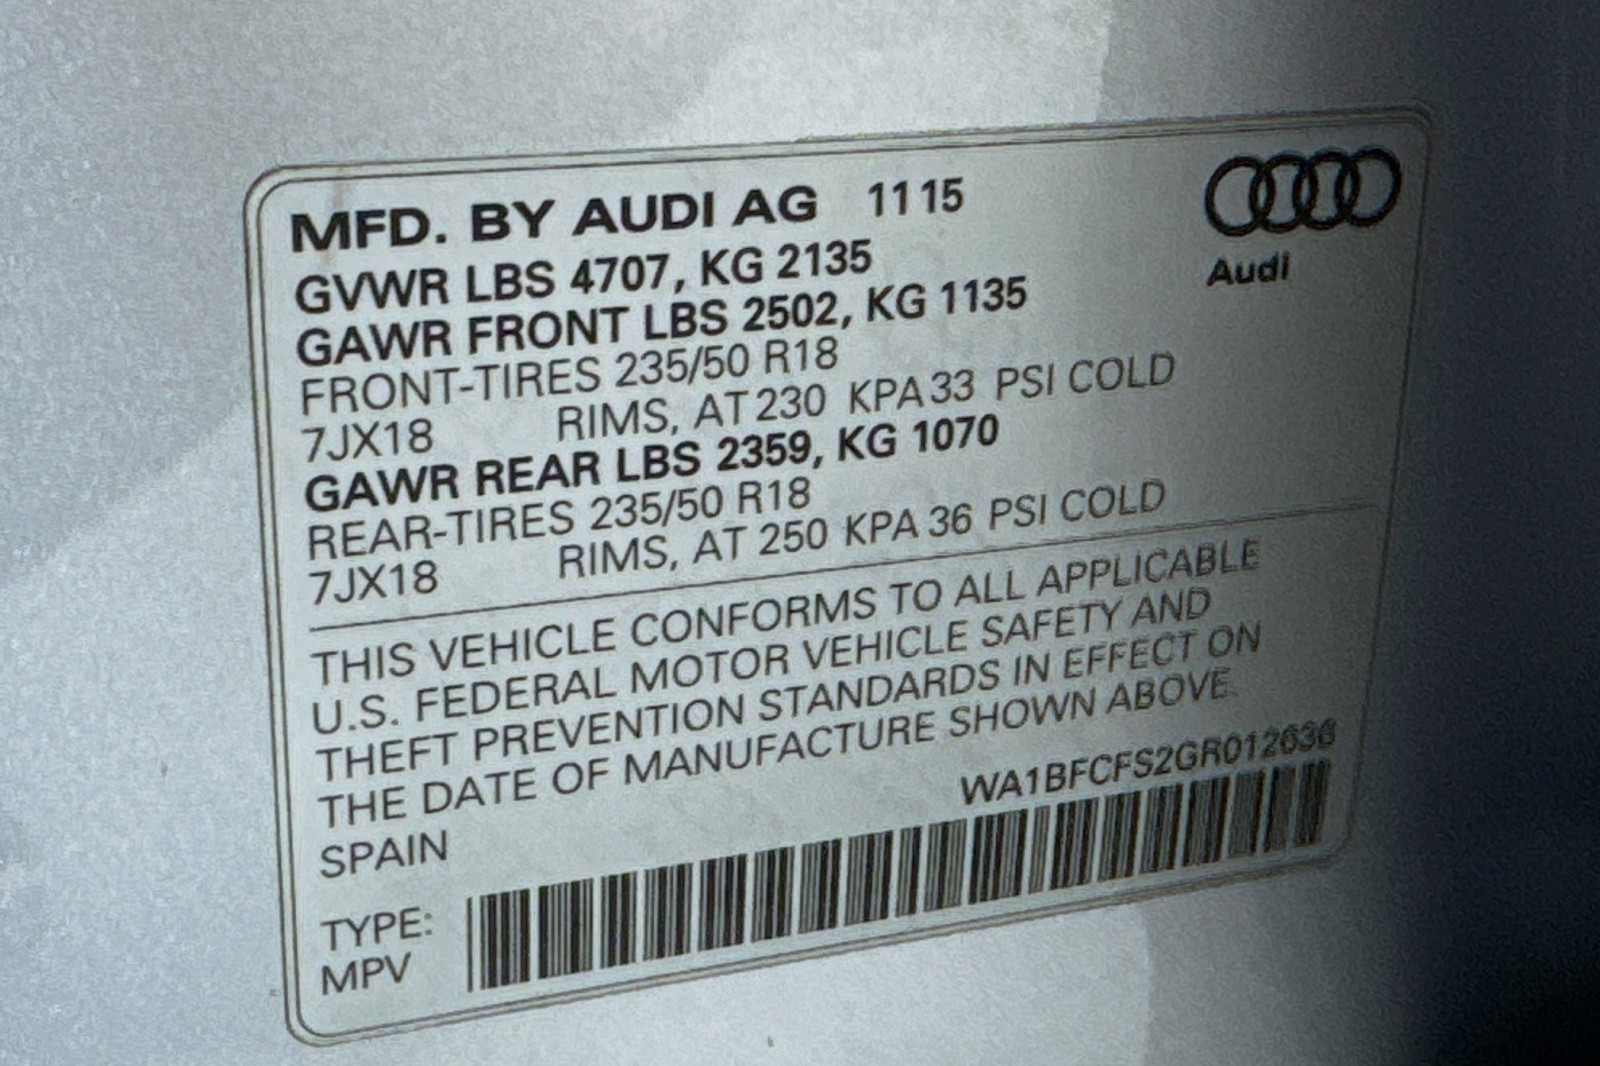 MFD. BY AUDI AG 11 15
Audi
GVWR LBS 4707, KG 2135
GAWR FRONT LBS 2502, KG 1135
FRONT-TIRES 235/50 R18
7JX18 RIMS, AT 230 KPA 33 PSI COLD
GAWR REAR LBS 2359, KG 1070
REAR-TIRES 235/50 R18
7JX18 RIMS, AT 250 KPA 36 PSI COLD
THIS VEHICLE CONFORMS TO ALL APPLICABLE
U.S. FEDERAL MOTOR VEHICLE SAFETY AND
THEFT PREVENTION STANDARDS IN EFFECT ON
THE DATE OF MANUFACTURE SHOWN ABOVE
SPAIN
WA1BFCFS2GR012636
TYPE:
MPV